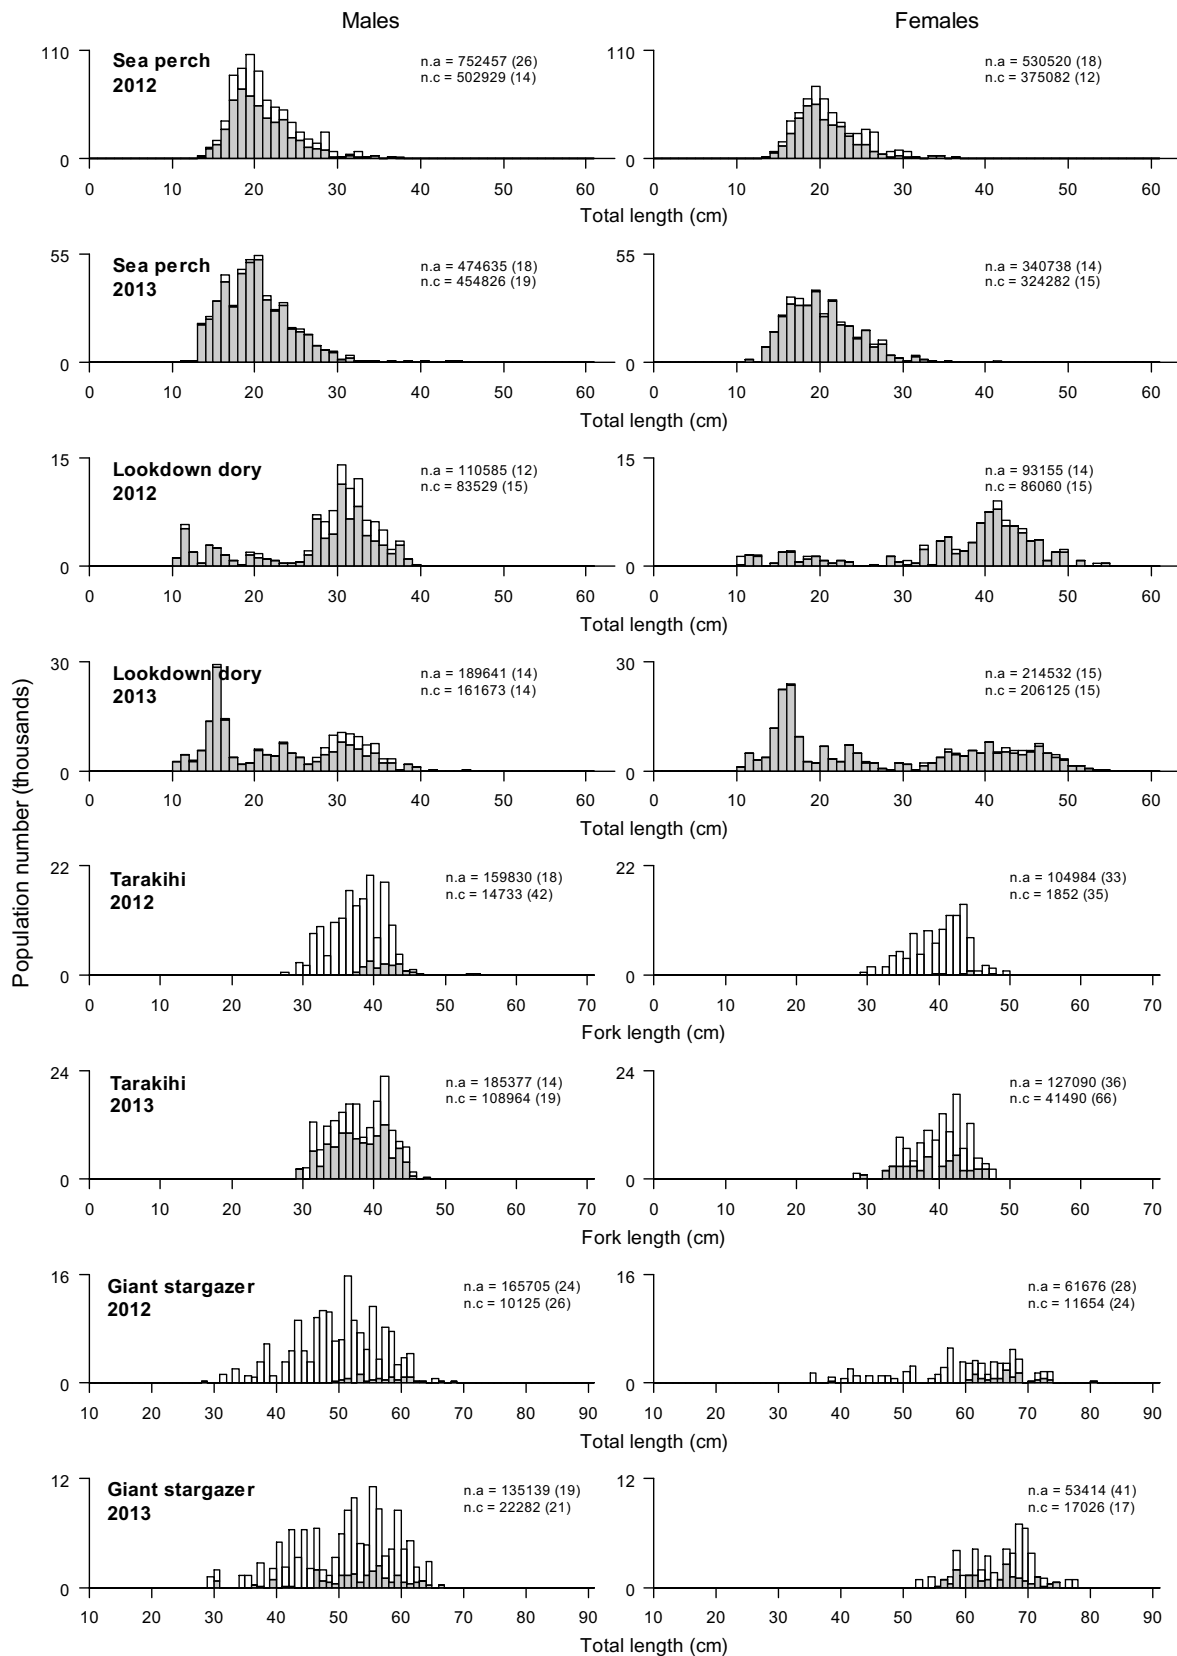 Males Females
Population number (thousands)
Sea perch
2012
n.a = 752457 (26)
n.c = 502929 (14)
110
0
0 10 20 30 40 50 60
n.a = 530520 (18)
n.c = 375082 (12)
110
0
0 10 20 30 40 50 60
Total length (cm)
Sea perch
2013
n.a = 474635 (18)
n.c = 454826 (19)
55
0
0 10 20 30 40 50 60
n.a = 340738 (14)
n.c = 324282 (15)
55
0
0 10 20 30 40 50 60
Total length (cm)
Lookdown dory
2012
n.a = 110585 (12)
n.c = 83529 (15)
15
0
0 10 20 30 40 50 60
n.a = 93155 (14)
n.c = 86060 (15)
15
0
0 10 20 30 40 50 60
Total length (cm)
Lookdown dory
2013
n.a = 189641 (14)
n.c = 161673 (14)
30
0
0 10 20 30 40 50 60
n.a = 214532 (15)
n.c = 206125 (15)
30
0
0 10 20 30 40 50 60
Total length (cm)
Tarakihi
2012
n.a = 159830 (18)
n.c = 14733 (42)
22
0
0 10 20 30 40 50 60 70
n.a = 104984 (33)
n.c = 1852 (35)
22
0
0 10 20 30 40 50 60 70
Fork length (cm)
Tarakihi
2013
n.a = 185377 (14)
n.c = 108964 (19)
24
0
0 10 20 30 40 50 60 70
n.a = 127090 (36)
n.c = 41490 (66)
24
0
0 10 20 30 40 50 60 70
Fork length (cm)
Giant stargazer
2012
n.a = 165705 (24)
n.c = 10125 (26)
16
0
10 20 30 40 50 60 70 80 90
n.a = 61676 (28)
n.c = 11654 (24)
16
0
10 20 30 40 50 60 70 80 90
Total length (cm)
Giant stargazer
2013
n.a = 135139 (19)
n.c = 22282 (21)
12
0
10 20 30 40 50 60 70 80 90
n.a = 53414 (41)
n.c = 17026 (17)
12
0
10 20 30 40 50 60 70 80 90
Total length (cm)